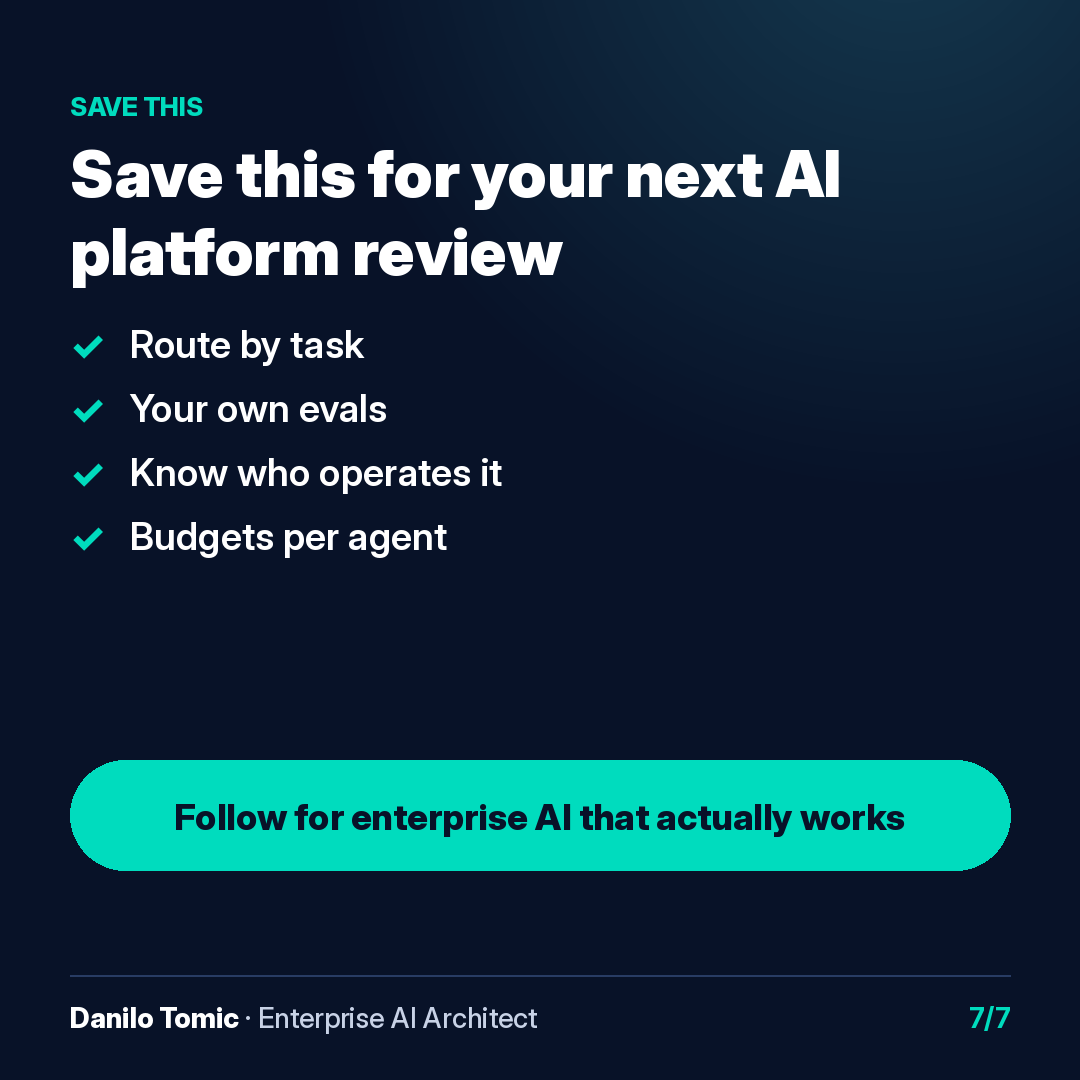 SAVE THIS
Save this for your next AI
platform review
Route by task
Your own evals
Know who operates it
Budgets per agent
Follow for enterprise AI that actually works
Danilo Tomic · Enterprise AI Architect
7/7